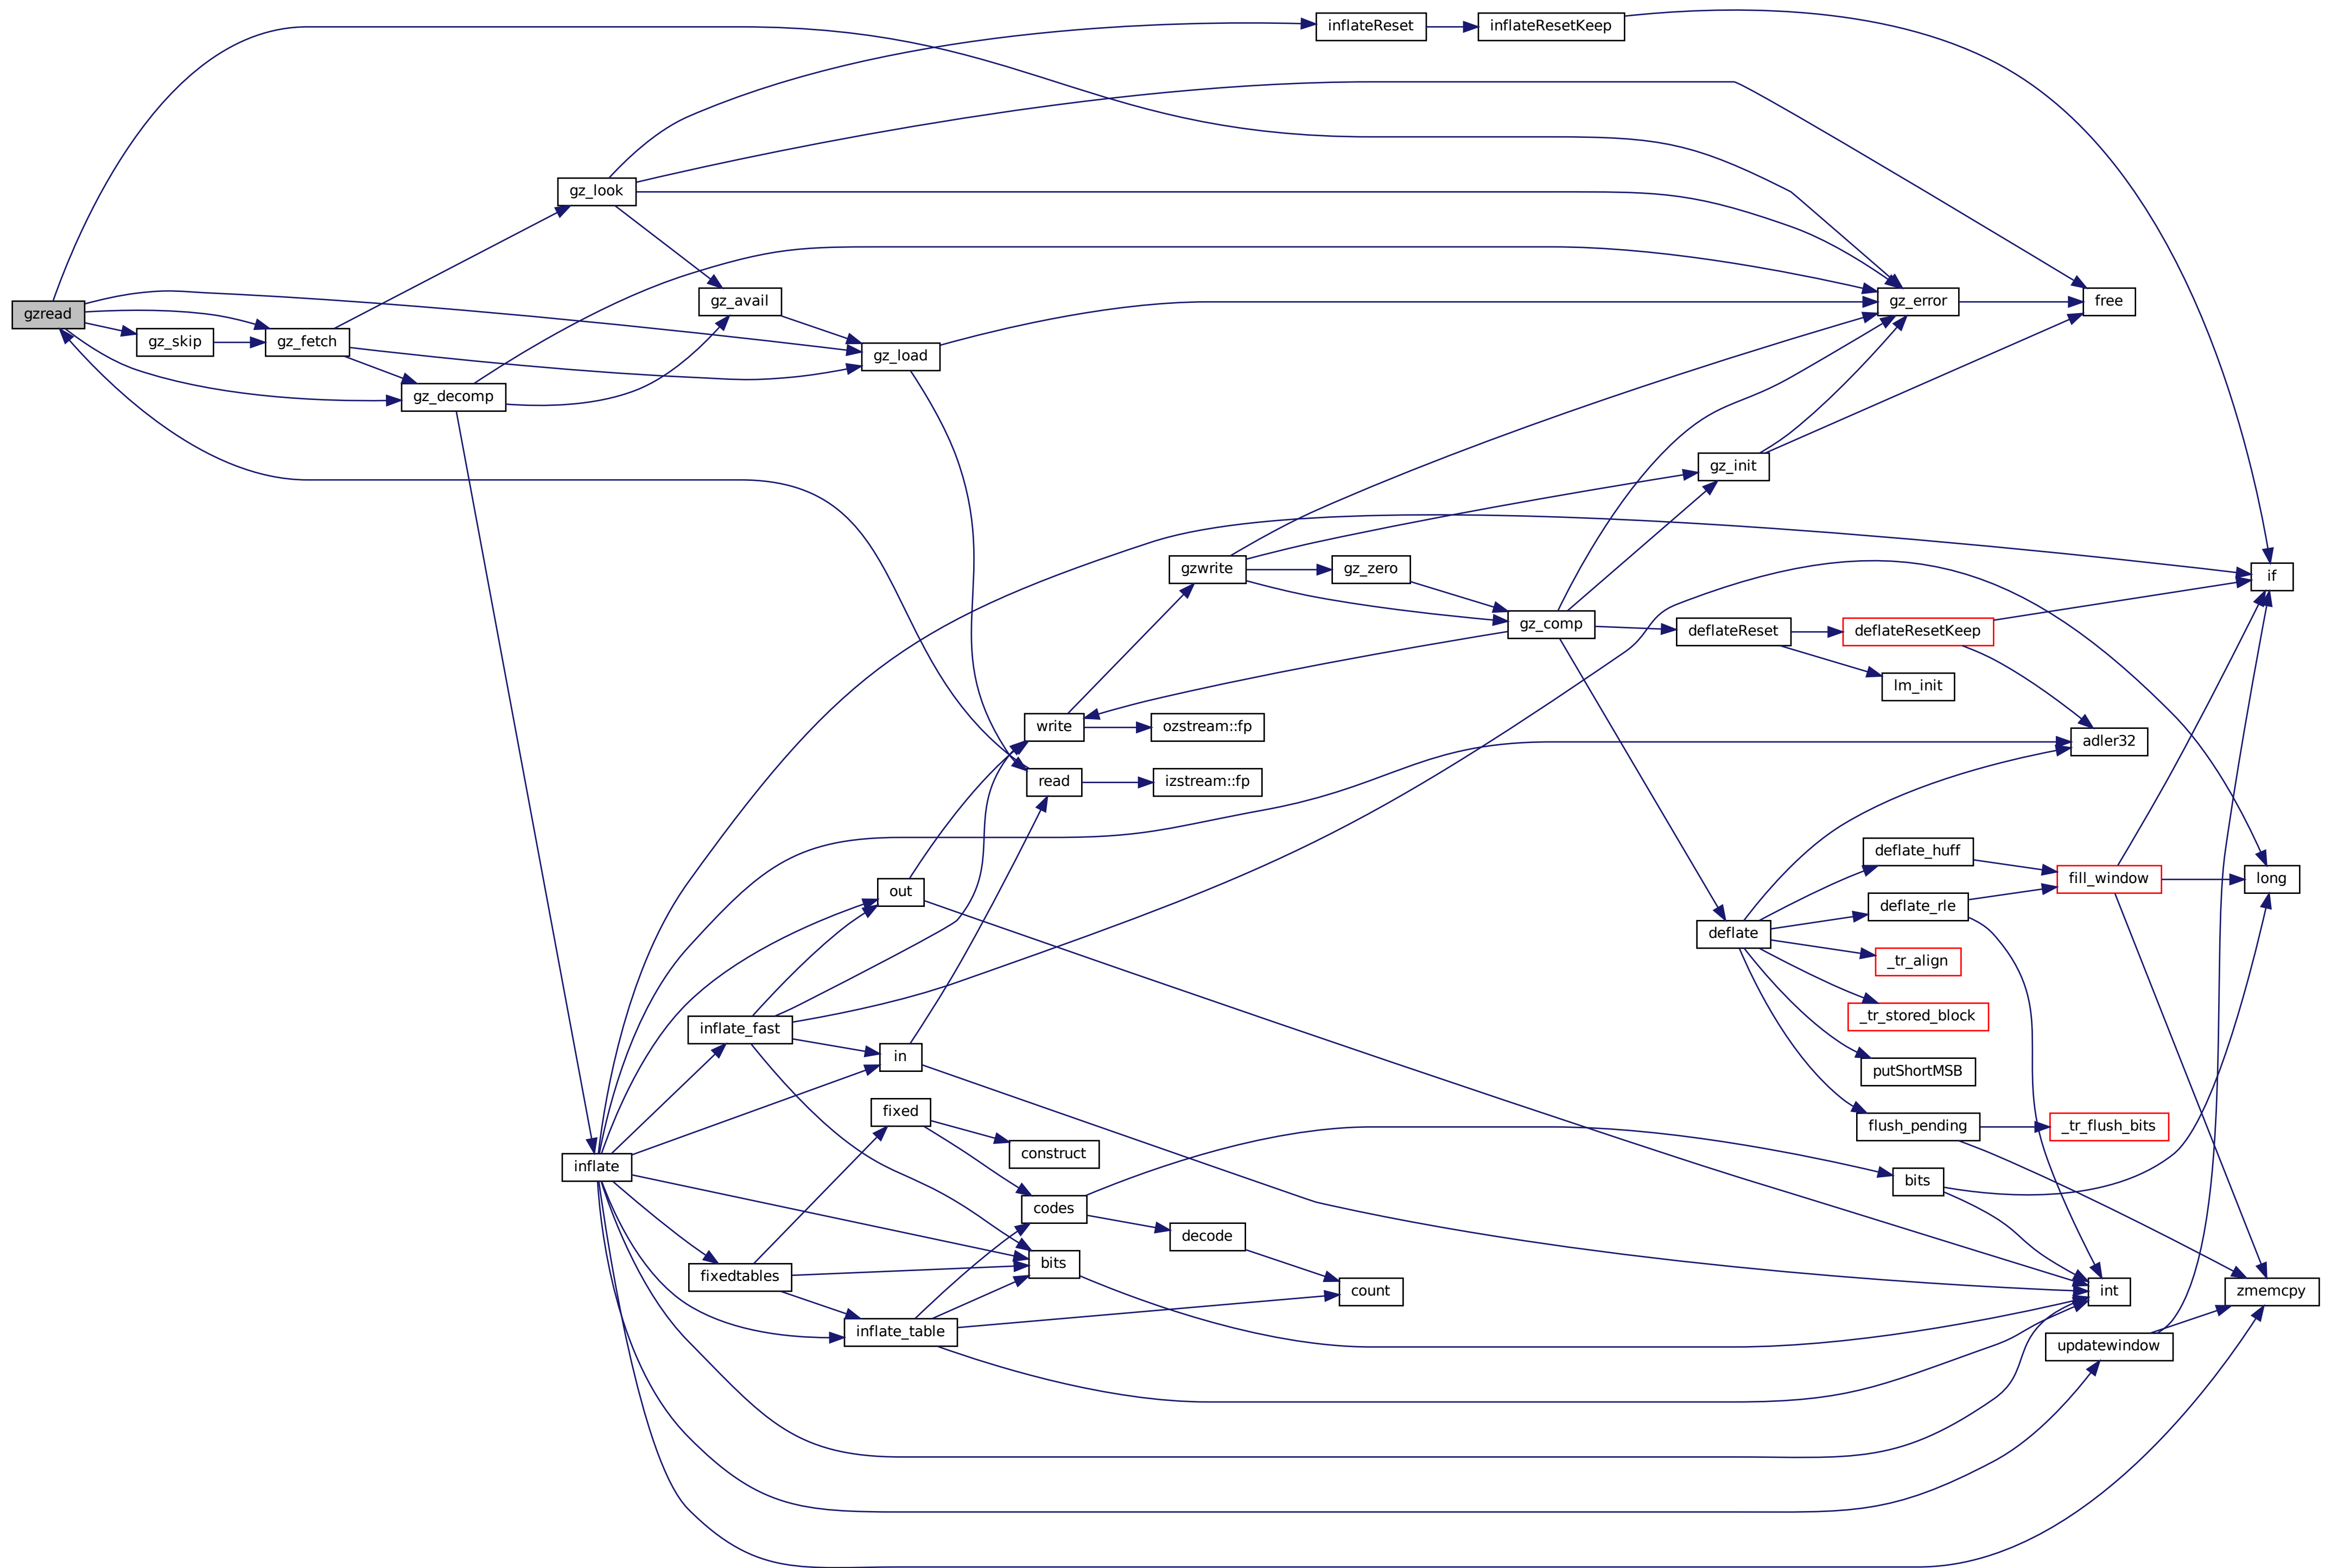 inflateReset
inflateResetKeep
gz_look
gzread
gz_skip
gz_fetch
gz_avail
gz_error
free
gz_load
gz_decomp
gz_init
gzwrite
gz_zero
if
gz_comp
deflateReset
deflateResetKeep
lm_init
write
ozstream::fp
adler32
read
izstream::fp
deflate_huff
out
fill_window
long
deflate_rle
deflate
_tr_align
inflate_fast
_tr_stored_block
in
putShortMSB
fixed
flush_pending
_tr_flush_bits
construct
inflate
bits
codes
decode
bits
fixedtables
count
int
zmemcpy
inflate_table
updatewindow